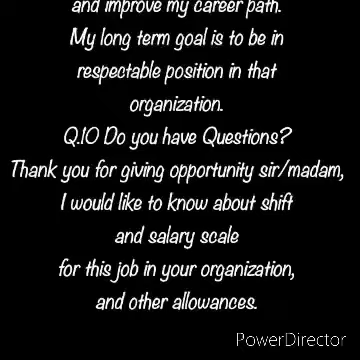 and improve my career path.
My long term goal is to be in
respectable position in that
organization.
Q.10 Do you have Questions?
Thank you for giving opportunity sir/madam,
I would like to know about shift
and salary scale
for this job in your organization,
and other allowances.
PowerDirector